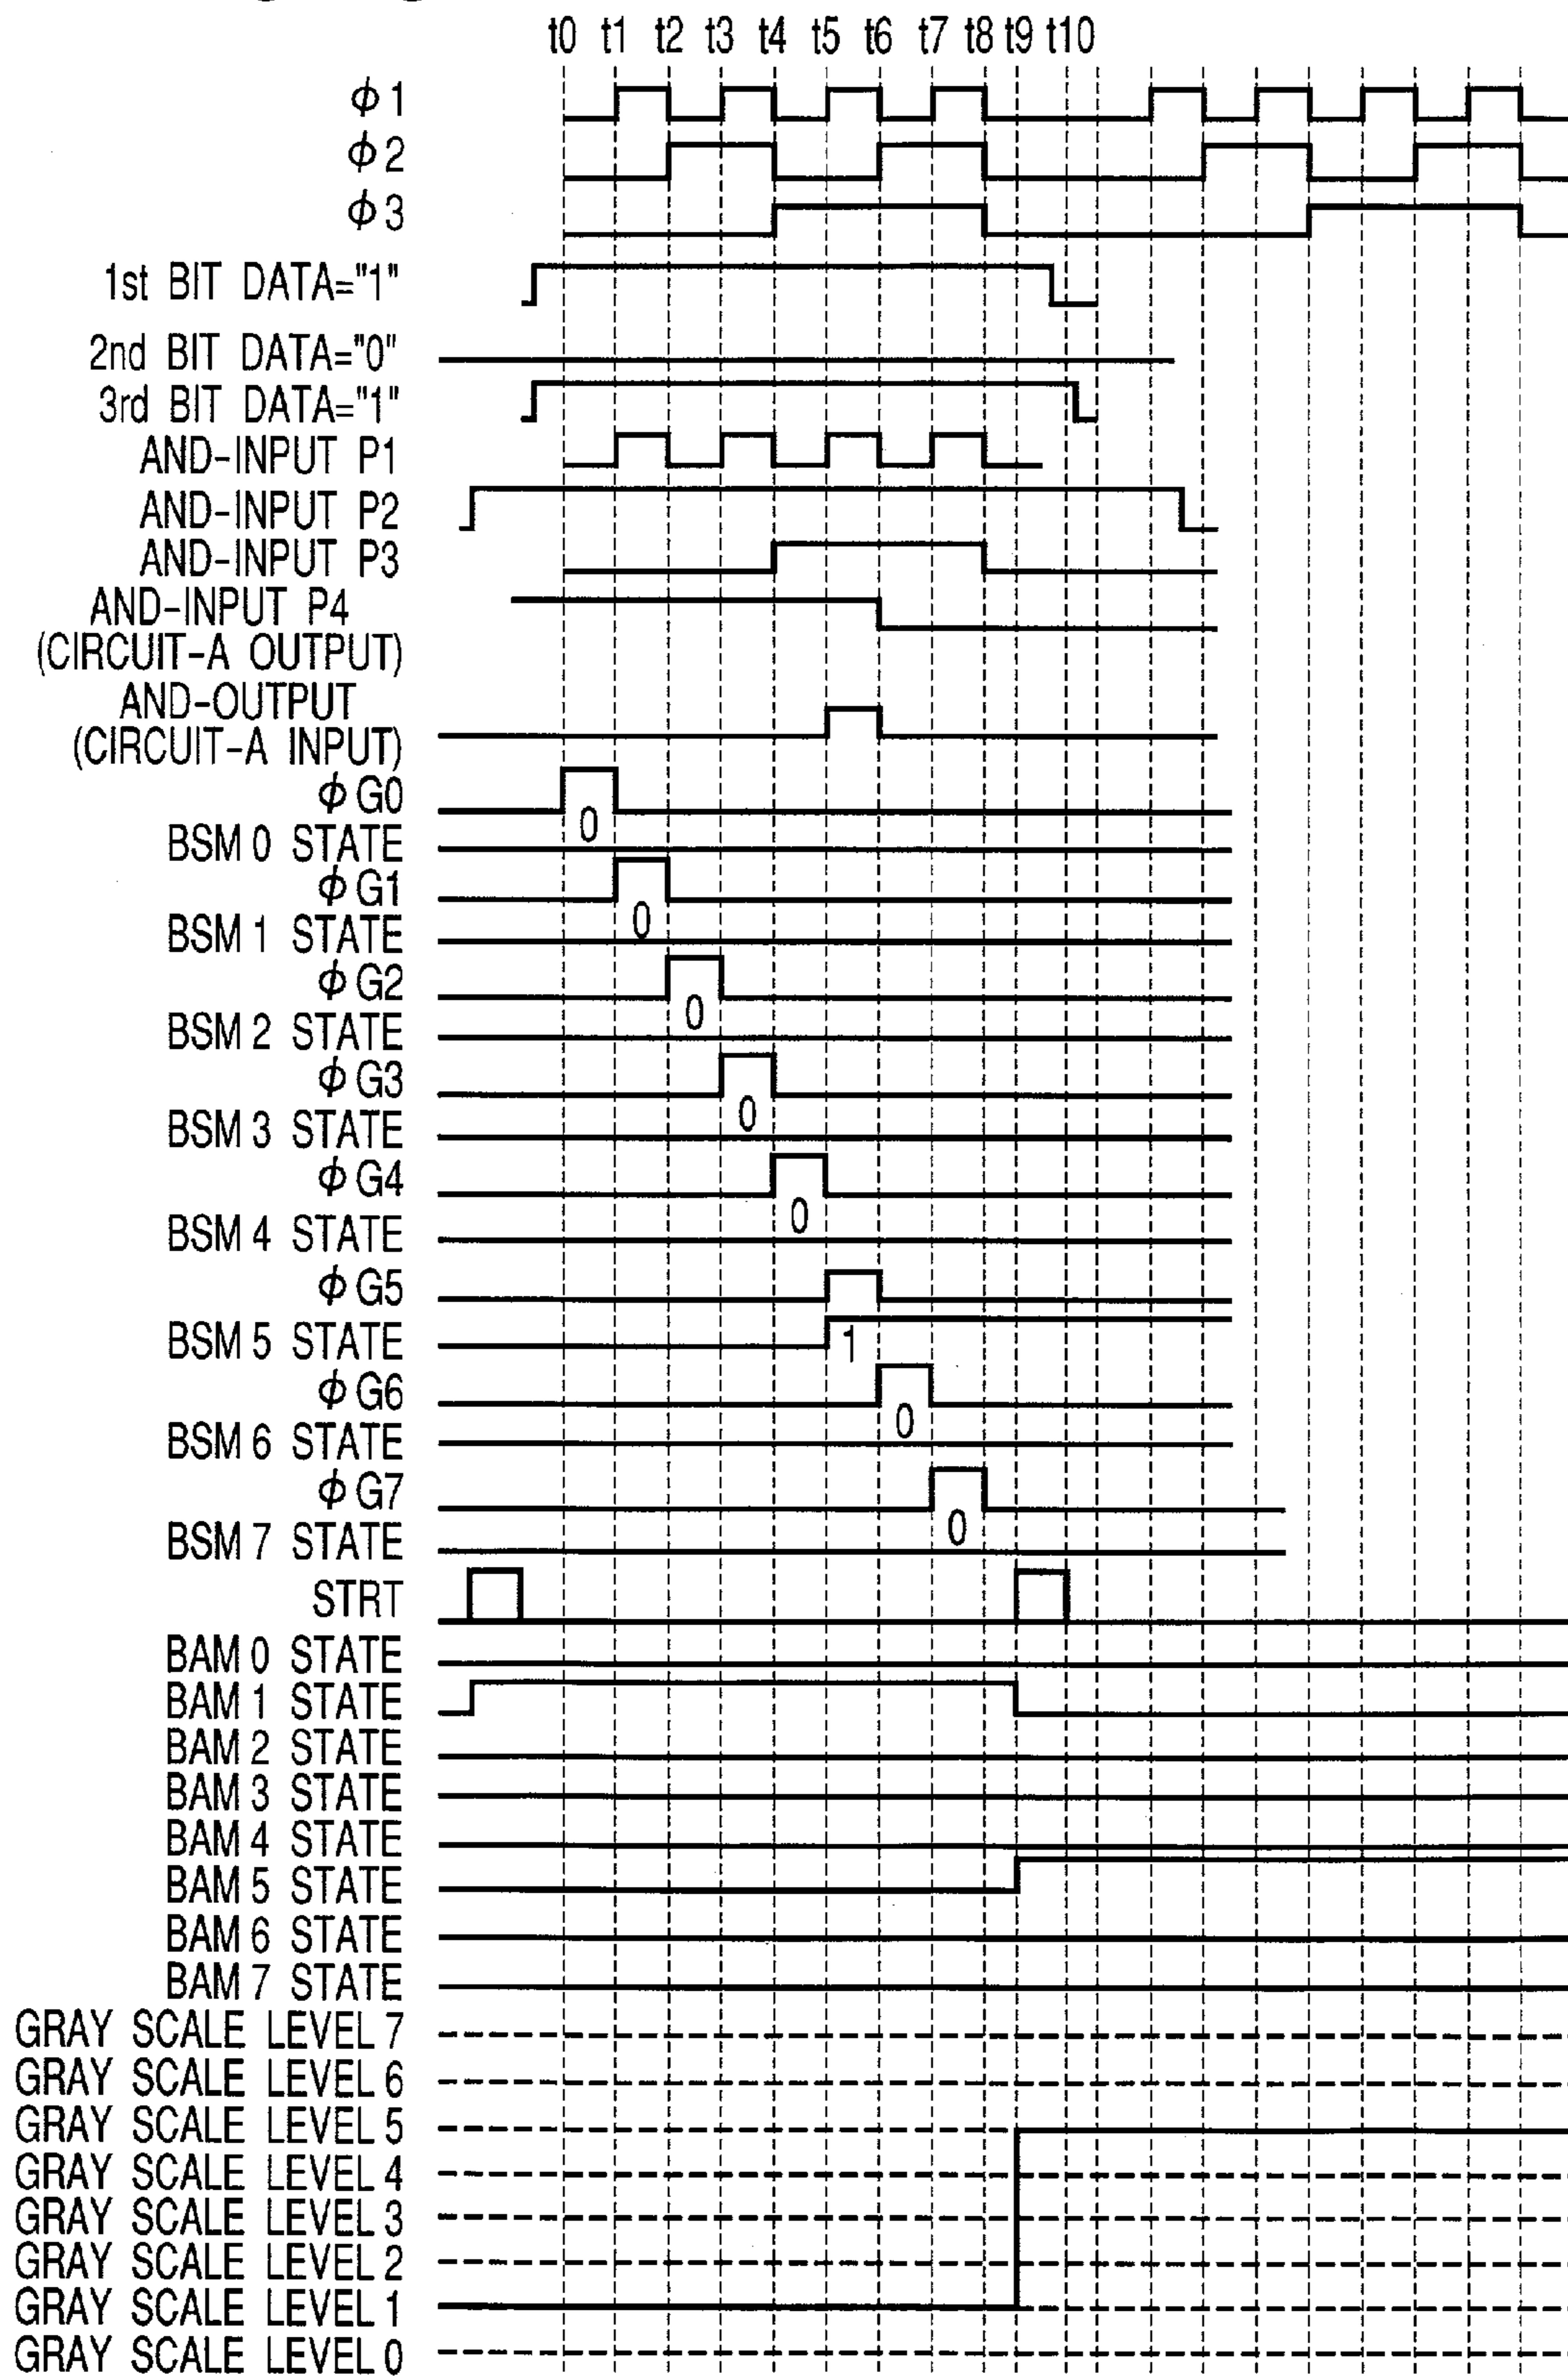 t0 t1 t2 t3 t4 t5 t6 t7 t8 t9 t10
ϕ1
ϕ2
ϕ3
1st BIT DATA="1"
2nd BIT DATA="0"
3rd BIT DATA="1"
AND-INPUT P1
AND-INPUT P2
AND-INPUT P3
AND-INPUT P4
(CIRCUIT-A OUTPUT)
AND-OUTPUT
(CIRCUIT-A INPUT)
ϕG0
0
BSM 0 STATE
ϕG1
0
BSM 1 STATE
ϕG2
0
BSM 2 STATE
ϕG3
0
BSM 3 STATE
ϕG4
0
BSM 4 STATE
ϕG5
BSM 5 STATE
1
ϕG6
0
BSM 6 STATE
ϕG7
0
BSM 7 STATE
STRT
BAM 0 STATE
BAM 1 STATE
BAM 2 STATE
BAM 3 STATE
BAM 4 STATE
BAM 5 STATE
BAM 6 STATE
BAM 7 STATE
GRAY SCALE LEVEL 7
GRAY SCALE LEVEL 6
GRAY SCALE LEVEL 5
GRAY SCALE LEVEL 4
GRAY SCALE LEVEL 3
GRAY SCALE LEVEL 2
GRAY SCALE LEVEL 1
GRAY SCALE LEVEL 0